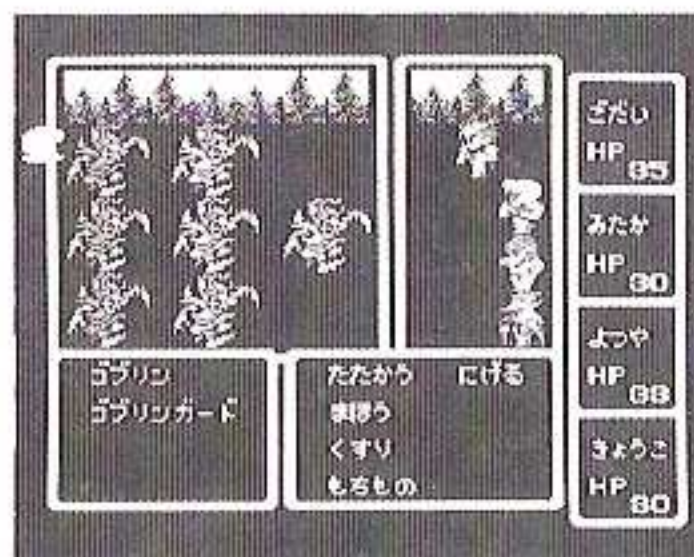 ゴブリン
ゴブリンガード
たたかう　にげる
まほう
くすり
もちもの
ごだい
HP
みたか
HP
よつや
HP
きょうこ
HP